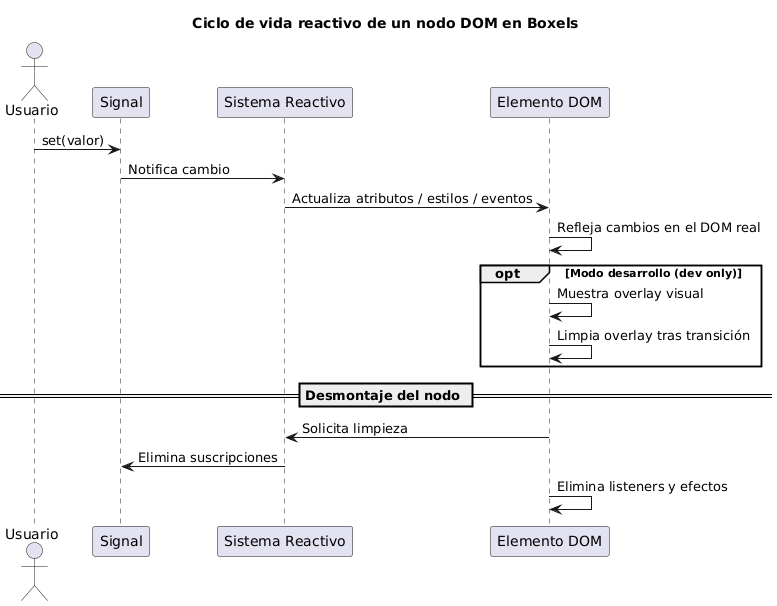 Ciclo de vida reactivo de un nodo DOM en Boxels
Usuario
Signal
Sistema Reactivo
Elemento DOM
set(valor)
Notifica cambio
Actualiza atributos / estilos / eventos
Refleja cambios en el DOM real
opt
[Modo desarrollo (dev only)]
Muestra overlay visual
Limpia overlay tras transición
Desmontaje del nodo
Solicita limpieza
Elimina suscripciones
Elimina listeners y efectos
Usuario
Signal
Sistema Reactivo
Elemento DOM